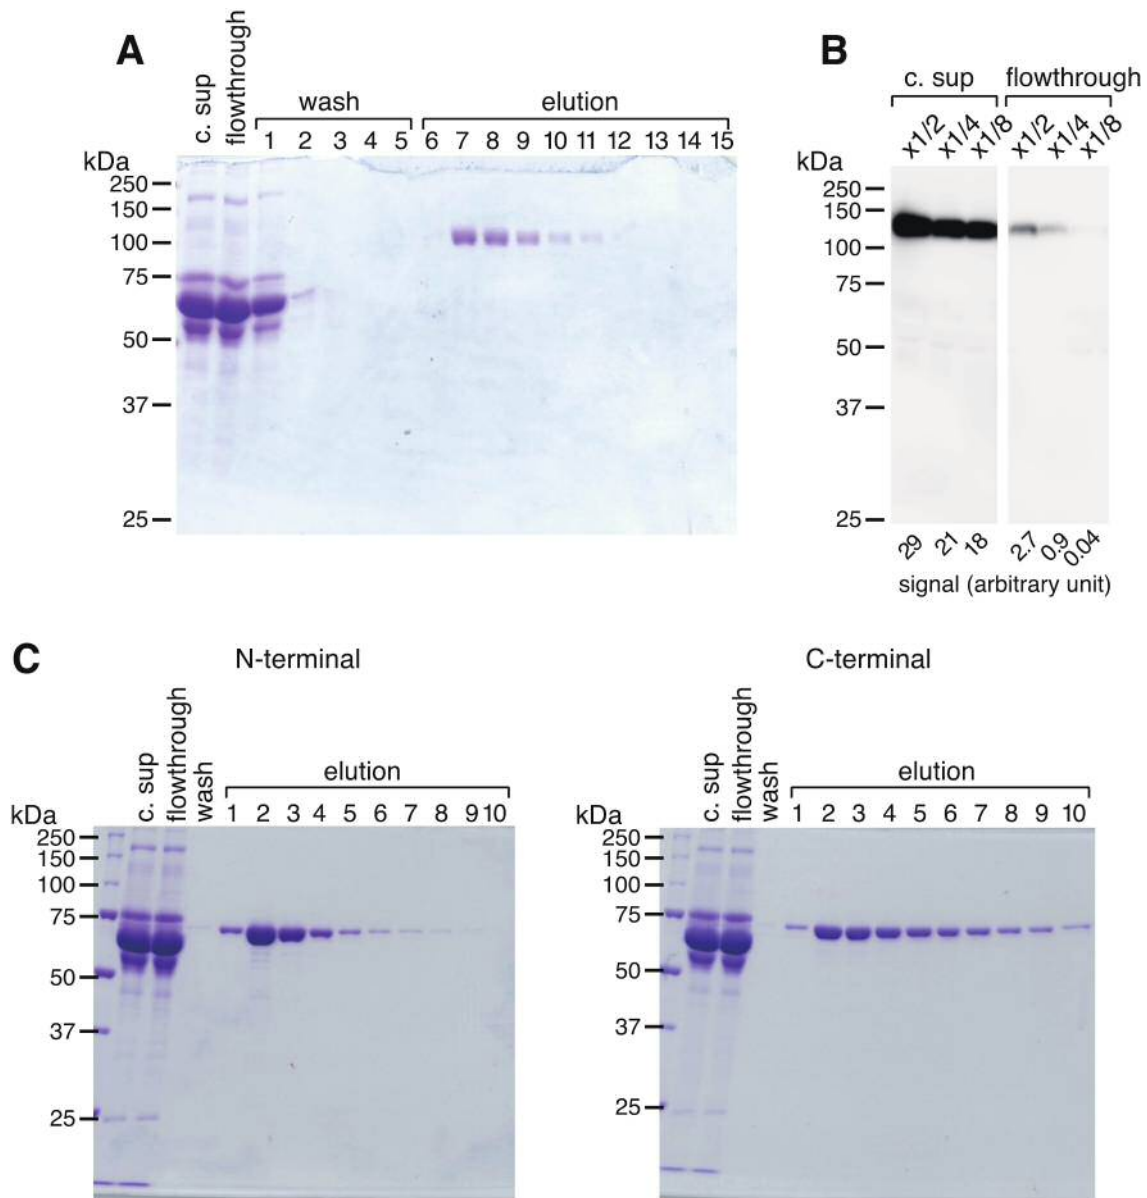 A
c. sup
flowthrough
wash
elution
1 2 3 4 5 6 7 8 9 10 11 12 13 14 15
kDa
250
150
100
75
50
37
25
B
c. sup flowthrough
x1/2 x1/4 x1/8 x1/2 x1/4 x1/8
kDa
250
150
100
75
50
37
25
29 21 18 2.7 0.9 0.04
signal (arbitrary unit)
C
N-terminal
c. sup
flowthrough
wash
elution
1 2 3 4 5 6 7 8 9 10
kDa
250
150
100
75
50
37
25
C-terminal
c. sup
flowthrough
wash
elution
1 2 3 4 5 6 7 8 9 10
kDa
250
150
100
75
50
37
25